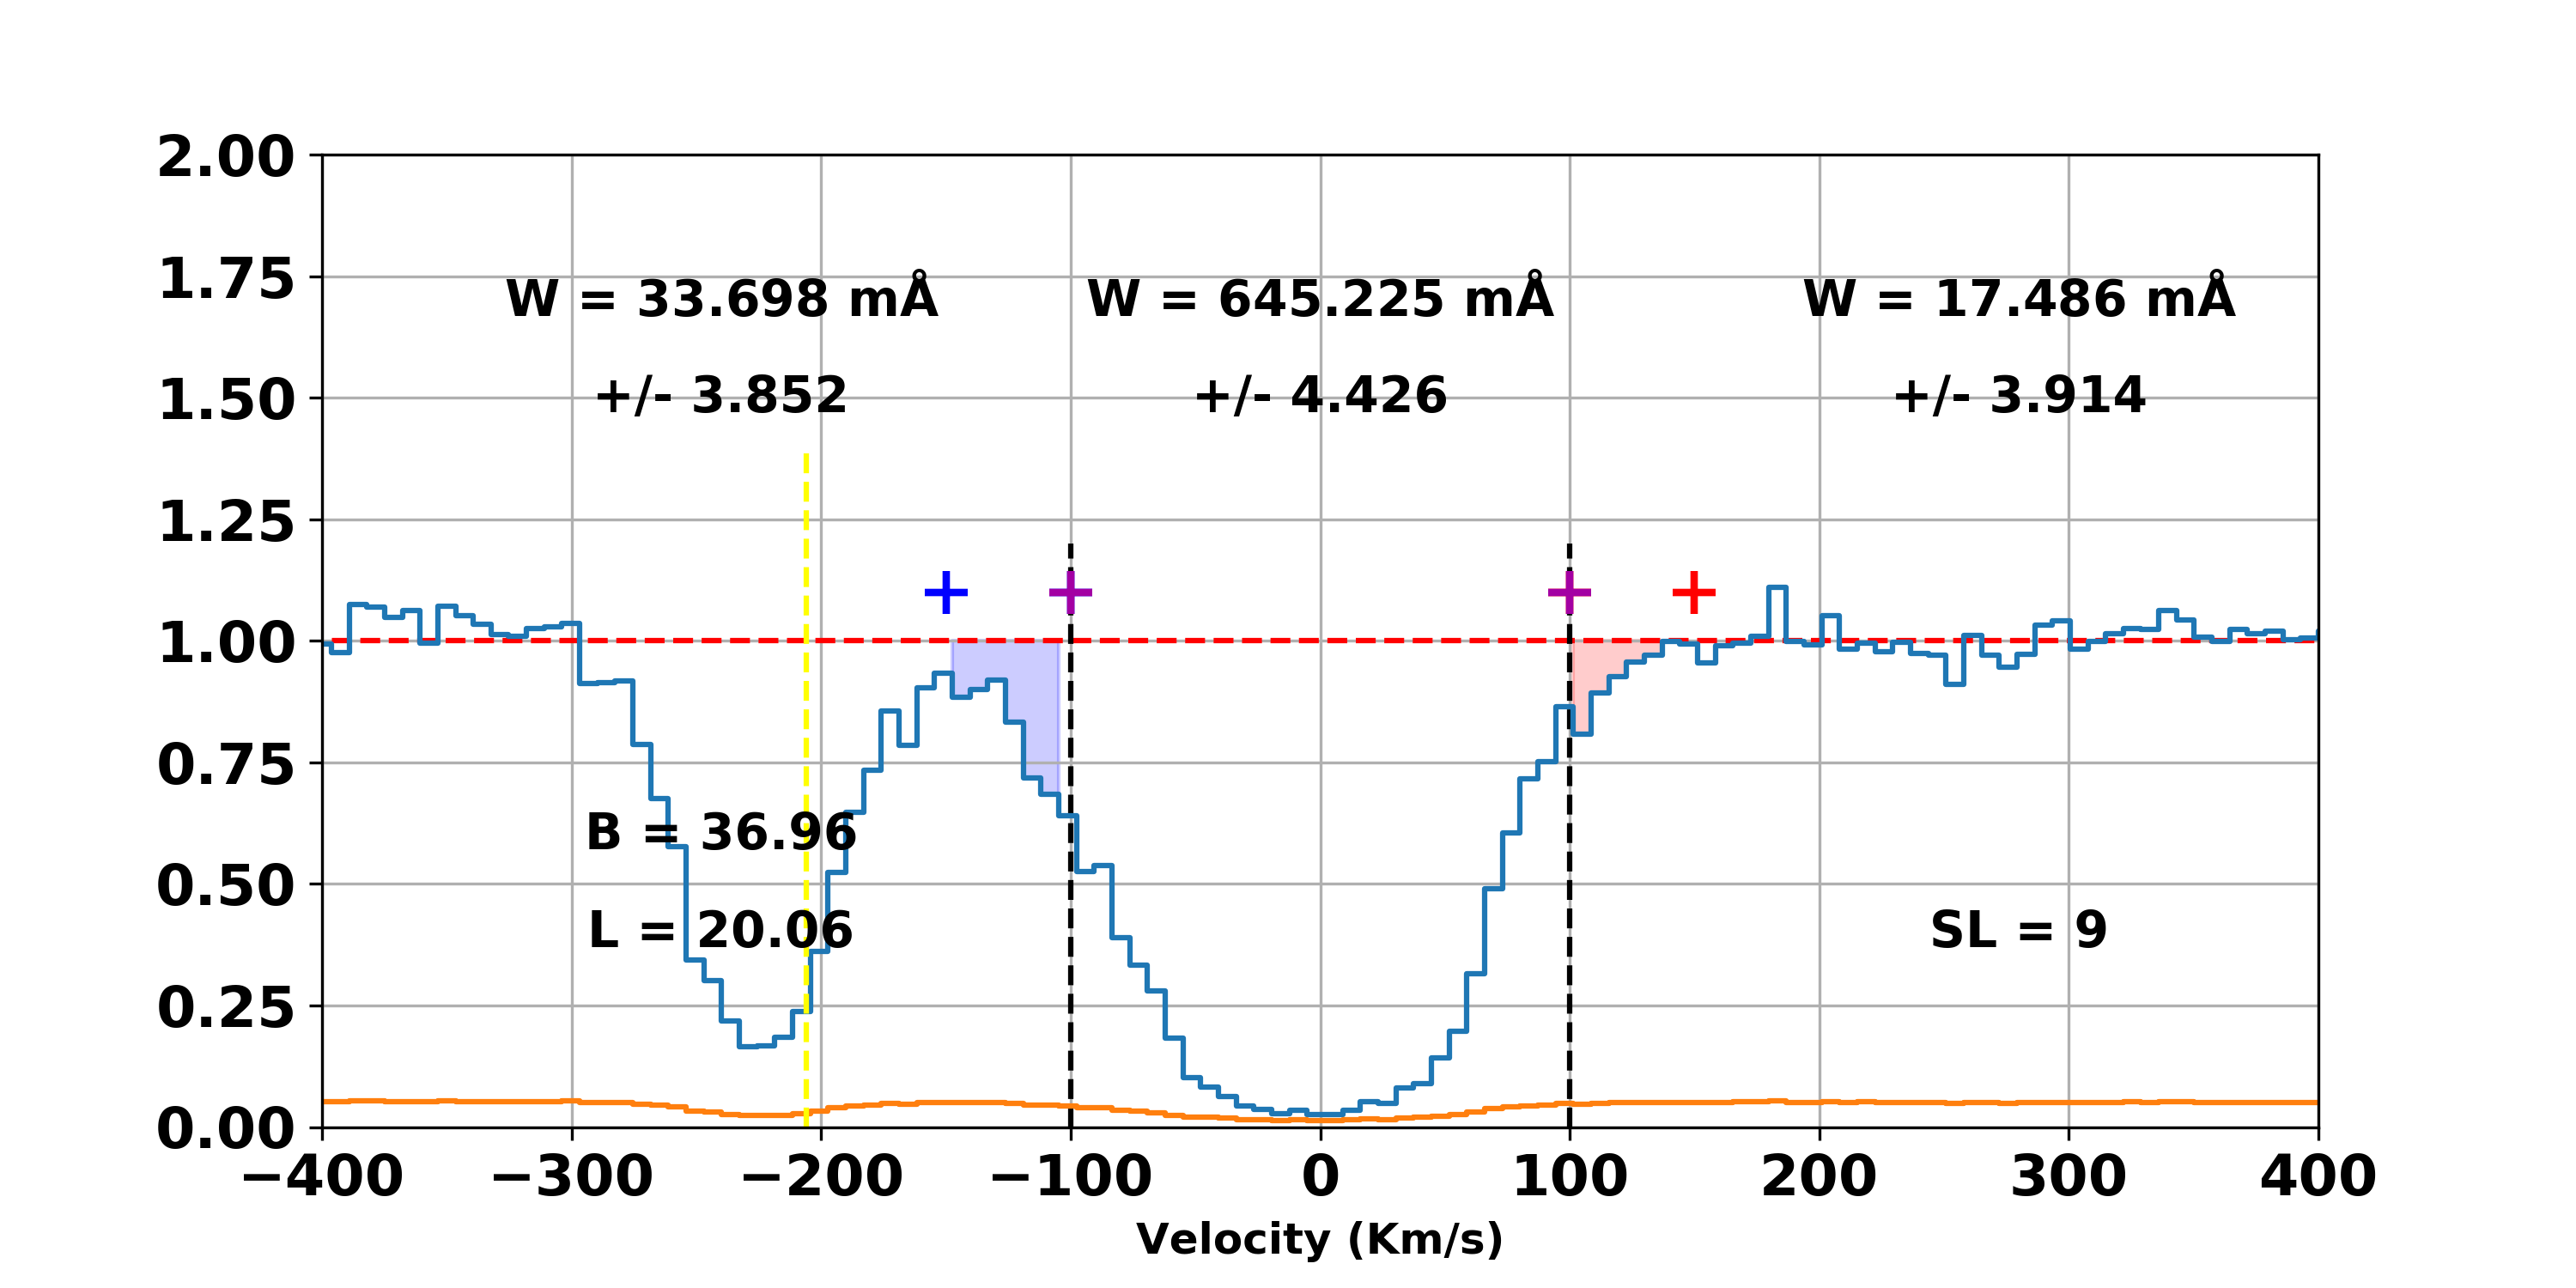 2.00
1.75
W = 33.698 mÅ W = 645.225 mÅ W = 17.486 mÅ
1.50
+/- 3.852 +/- 4.426 +/- 3.914
1.25
1.00
0.75
B = 36.96
0.50
L = 20.06 SL = 9
0.25
0.00
−400 −300 −200 −100 0 100 200 300 400
Velocity (Km/s)